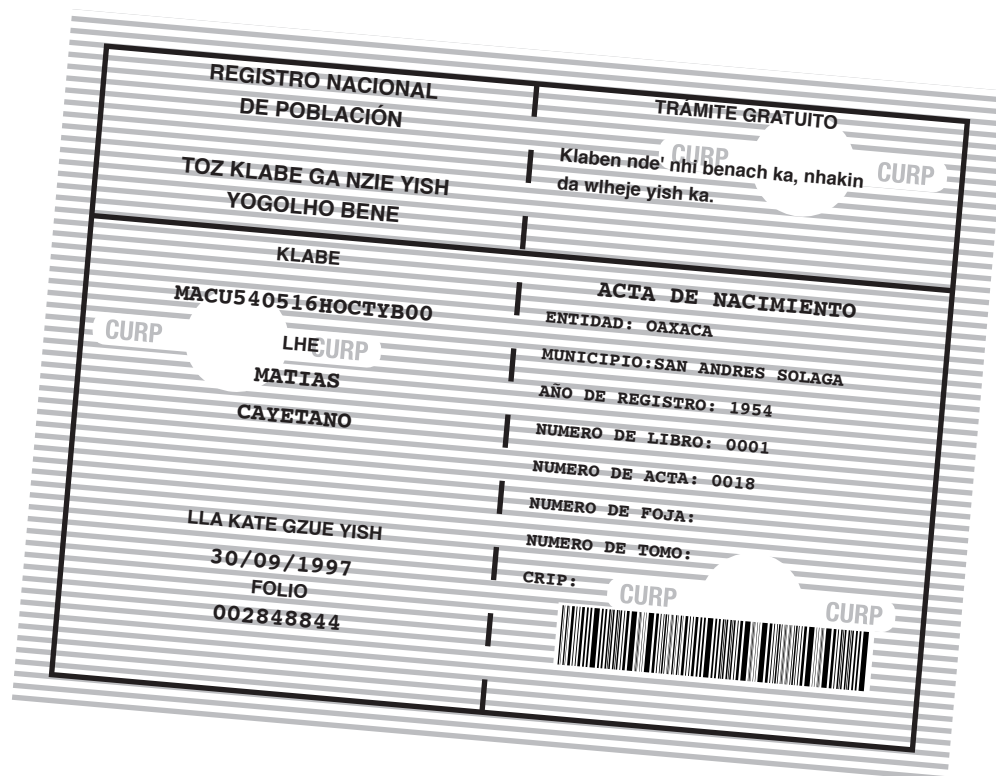 REGISTRO NACIONAL
DE POBLACIÓN
TOZ KLABE GA NZIE YISH
YOGOLHO BENE
TRÁMITE GRATUITO
CURP
CURP
Klaben nde' nhi benach ka, nhakin
da wlheje yish ka.
KLABE
MACU540516HOCTYB00
CURP
LHE
CURP
MATIAS
CAYETANO
LLA KATE GZUE YISH
30/09/1997
FOLIO
002848844
ACTA DE NACIMIENTO
ENTIDAD: OAXACA
MUNICIPIO:SAN ANDRES SOLAGA
AÑO DE REGISTRO: 1954
NUMERO DE LIBRO: 0001
NUMERO DE ACTA: 0018
NUMERO DE FOJA:
NUMERO DE TOMO:
CRIP:
CURP
CURP